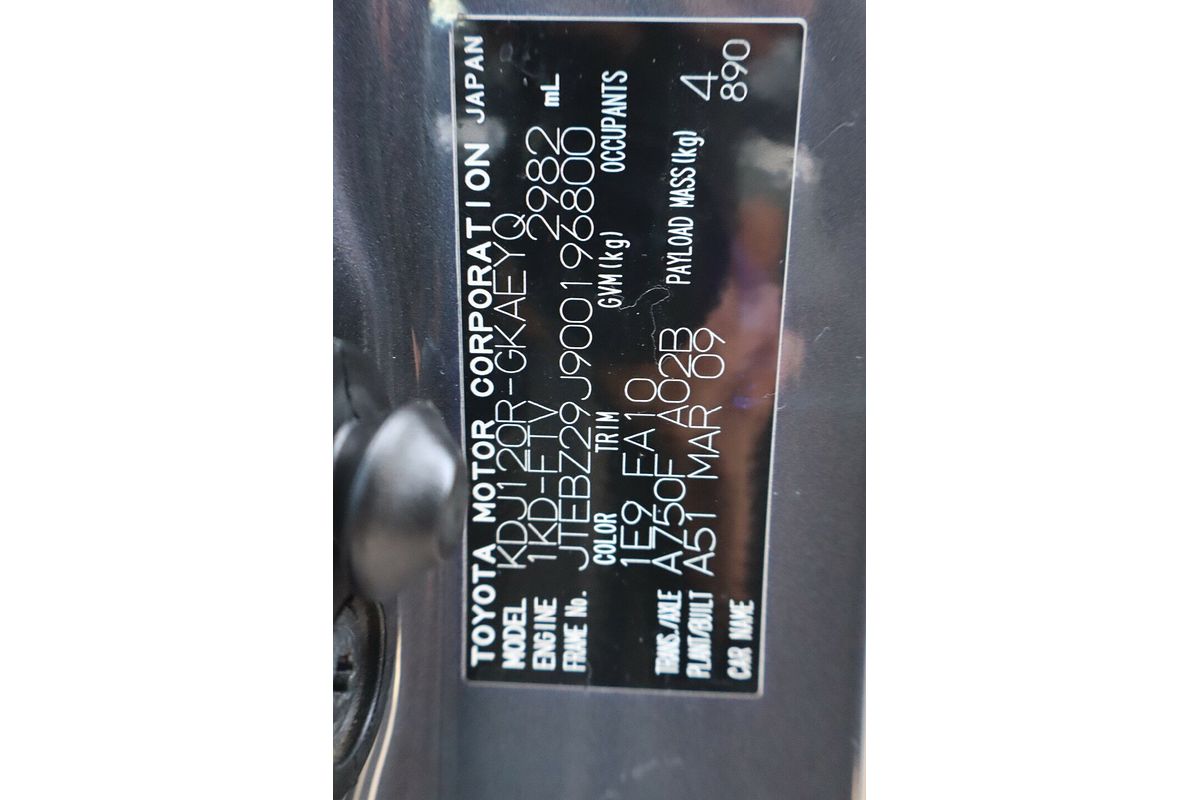 TOYOTA MOTOR CORPORATION JAPAN
MODEL KDJ120R-GKAEYQ
ENGINE 1KD-FTV 2982 mL
FRAME No. JTEBZ29J900196800
COLOR TRIM GVM(kg) OCCUPANTS
1E9 FA10 4
TRANS./AXLE A750F A02B PAYLOAD MASS(kg) 890
PLANT/BUILT A51 MAR 09
CAR NAME